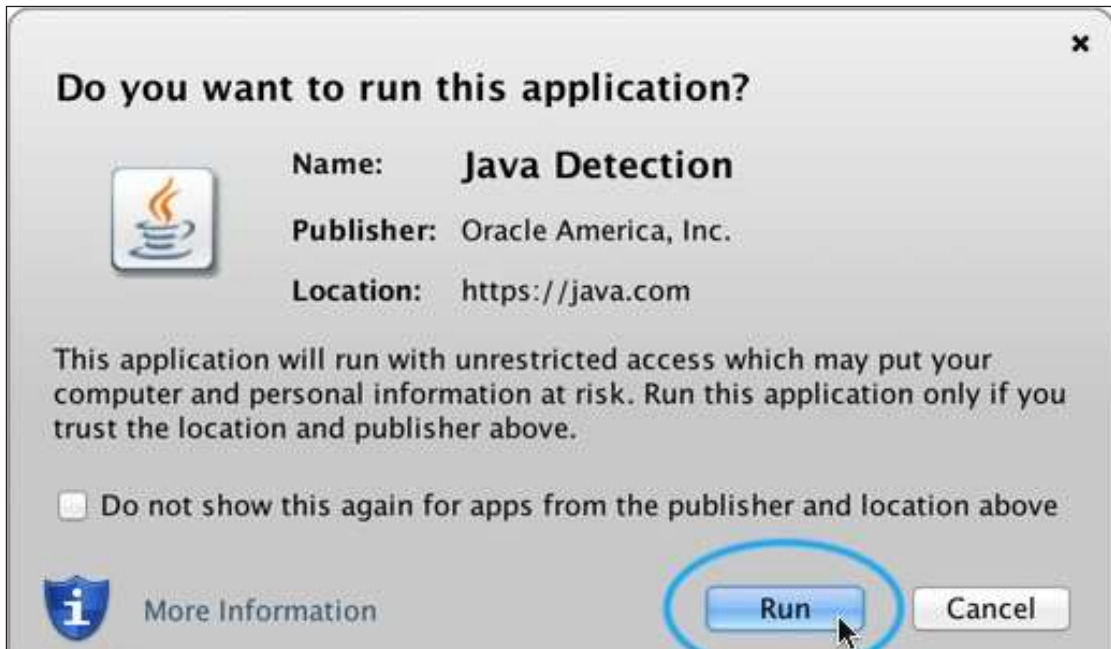 Do you want to run this application?
Name: Java Detection
Publisher: Oracle America, Inc.
Location: https://java.com
This application will run with unrestricted access which may put your
computer and personal information at risk. Run this application only if you
trust the location and publisher above.
Do not show this again for apps from the publisher and location above
More Information Run Cancel